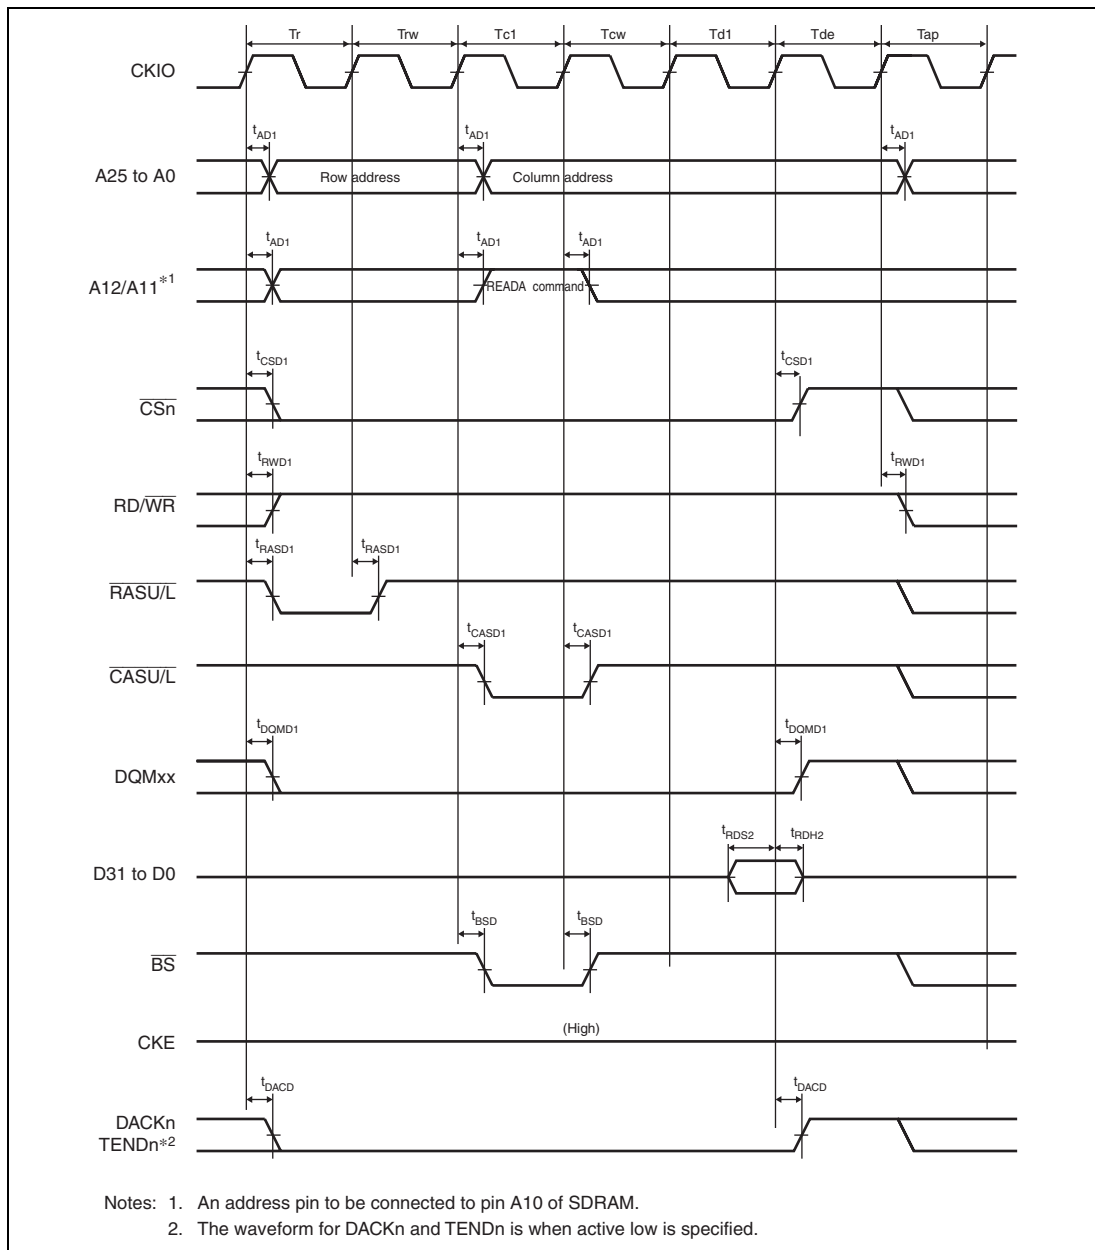 Tr Trw Tc1 Tcw Td1 Tde Tap
CKIO
tAD1 tAD1 tAD1
A25 to A0 Row address Column address
tAD1 tAD1 tAD1
A12/A11*1 READA command
tCSD1 tCSD1
CSn
tRWD1 tRWD1
RD/WR
tRASD1 tRASD1
RASU/L
tCASD1 tCASD1
CASU/L
tDQMD1 tDQMD1
DQMxx
tRDS2 tRDH2
D31 to D0
tBSD tBSD
BS
(High)
CKE
tDACD tDACD
DACKn
TENDn*2
Notes: 1. An address pin to be connected to pin A10 of SDRAM.
2. The waveform for DACKn and TENDn is when active low is specified.